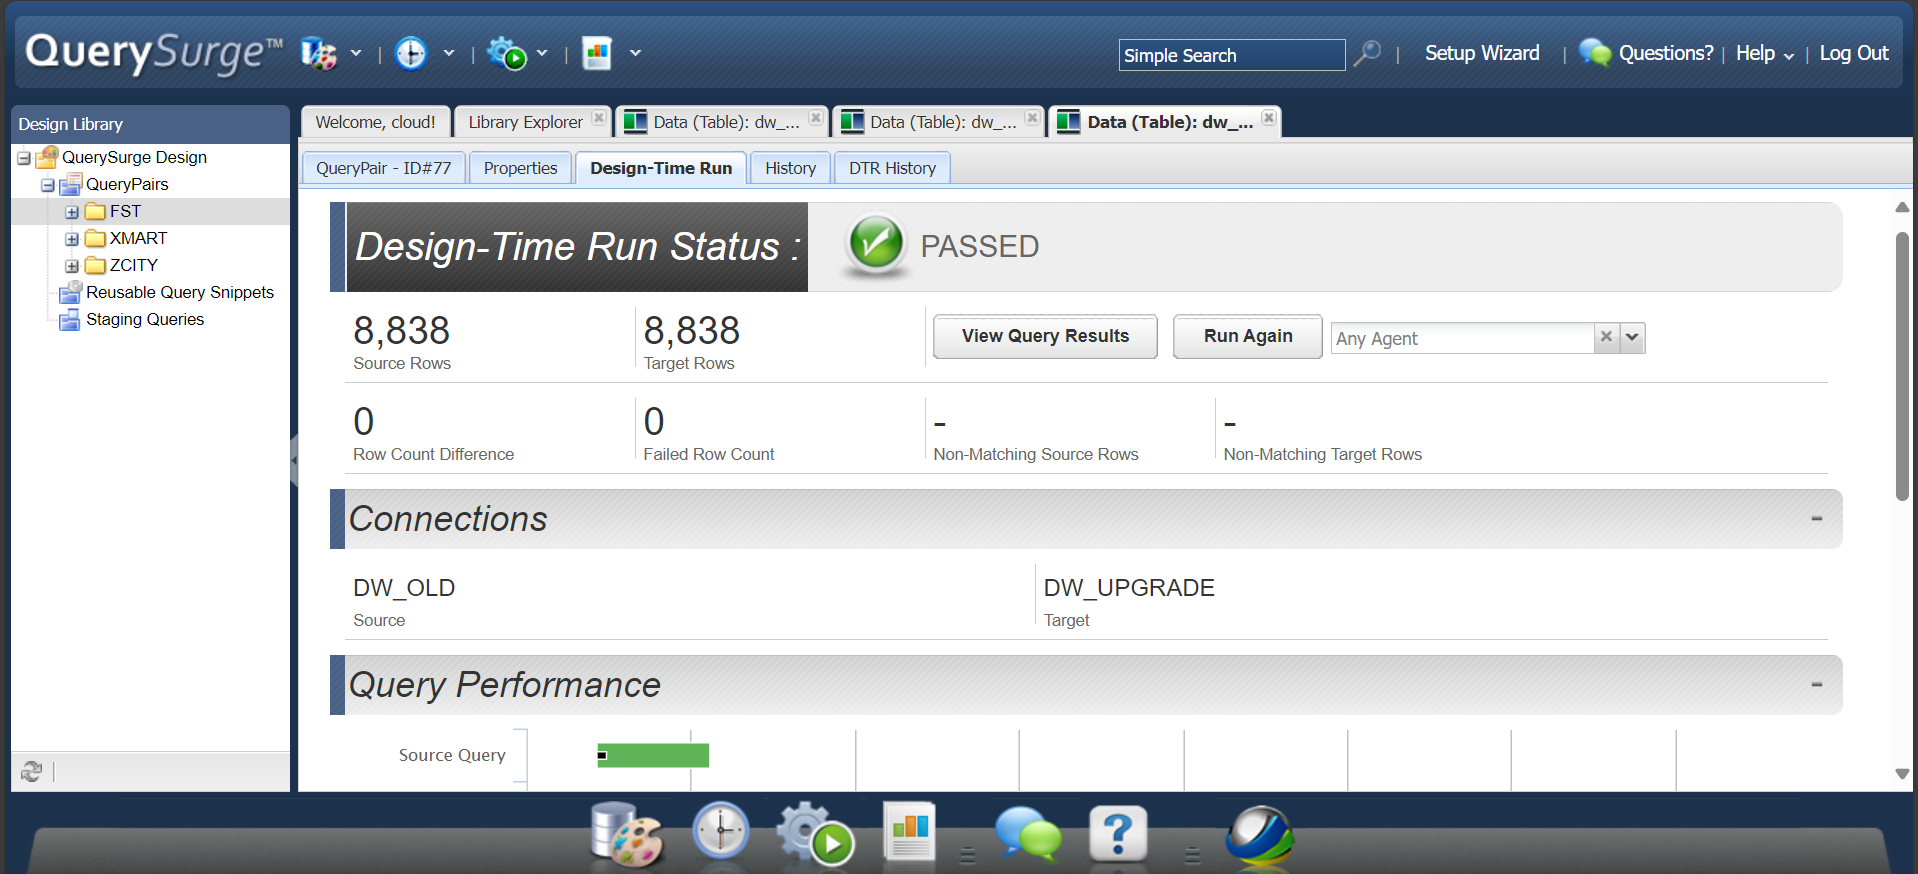 QuerySurge™
Simple Search
Setup Wizard
Questions?
Help
Log Out
Design Library
QuerySurge Design
QueryPairs
FST
XMART
ZCITY
Reusable Query Snippets
Staging Queries
Welcome, cloud!
Library Explorer
Data (Table): dw_...
Data (Table): dw_...
Data (Table): dw_...
QueryPair - ID#77
Properties
Design-Time Run
History
DTR History
Design-Time Run Status :
PASSED
8,838
Source Rows
8,838
Target Rows
View Query Results
Run Again
Any Agent
0
Row Count Difference
0
Failed Row Count
-
Non-Matching Source Rows
-
Non-Matching Target Rows
Connections
-
DW_OLD
Source
DW_UPGRADE
Target
Query Performance
-
Source Query
?